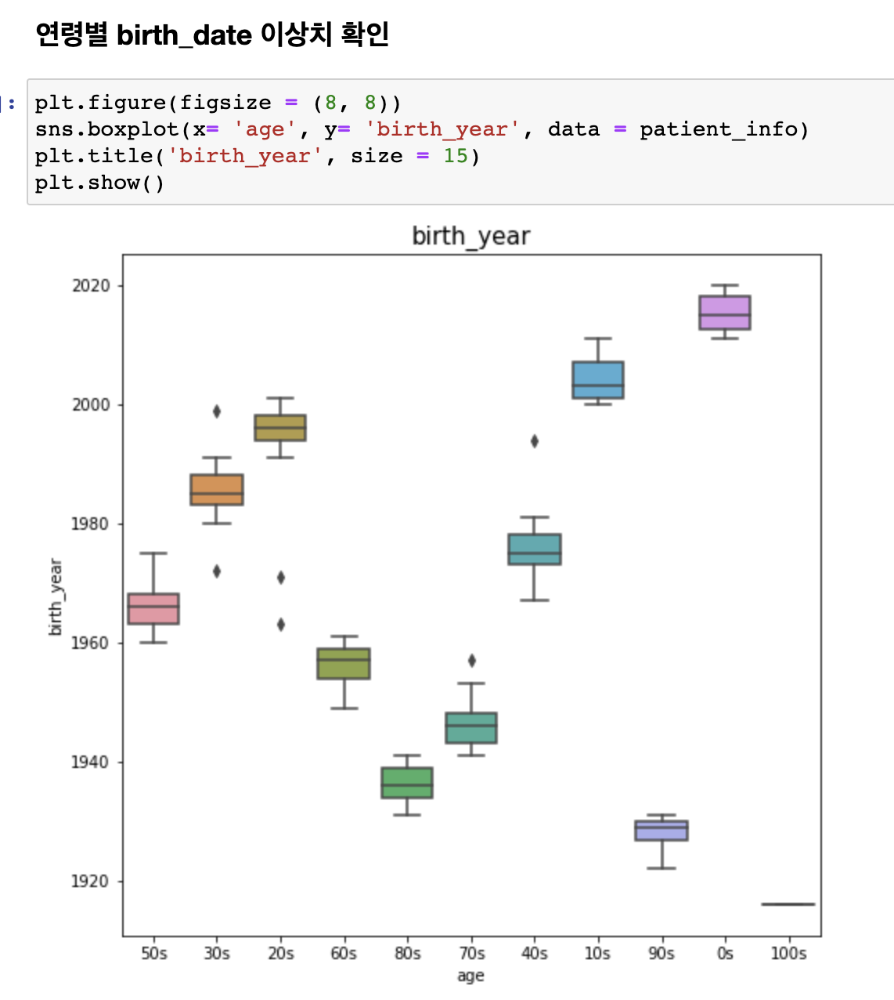 연령별 birth_date 이상치 확인
]:
plt.figure(figsize = (8, 8))
sns.boxplot(x= 'age', y= 'birth_year', data = patient_info)
plt.title('birth_year', size = 15)
plt.show()
birth_year
2020
2000
1980
1960
1940
1920
birth_year
50s 30s 20s 60s 80s 70s 40s 10s 90s 0s 100s
age